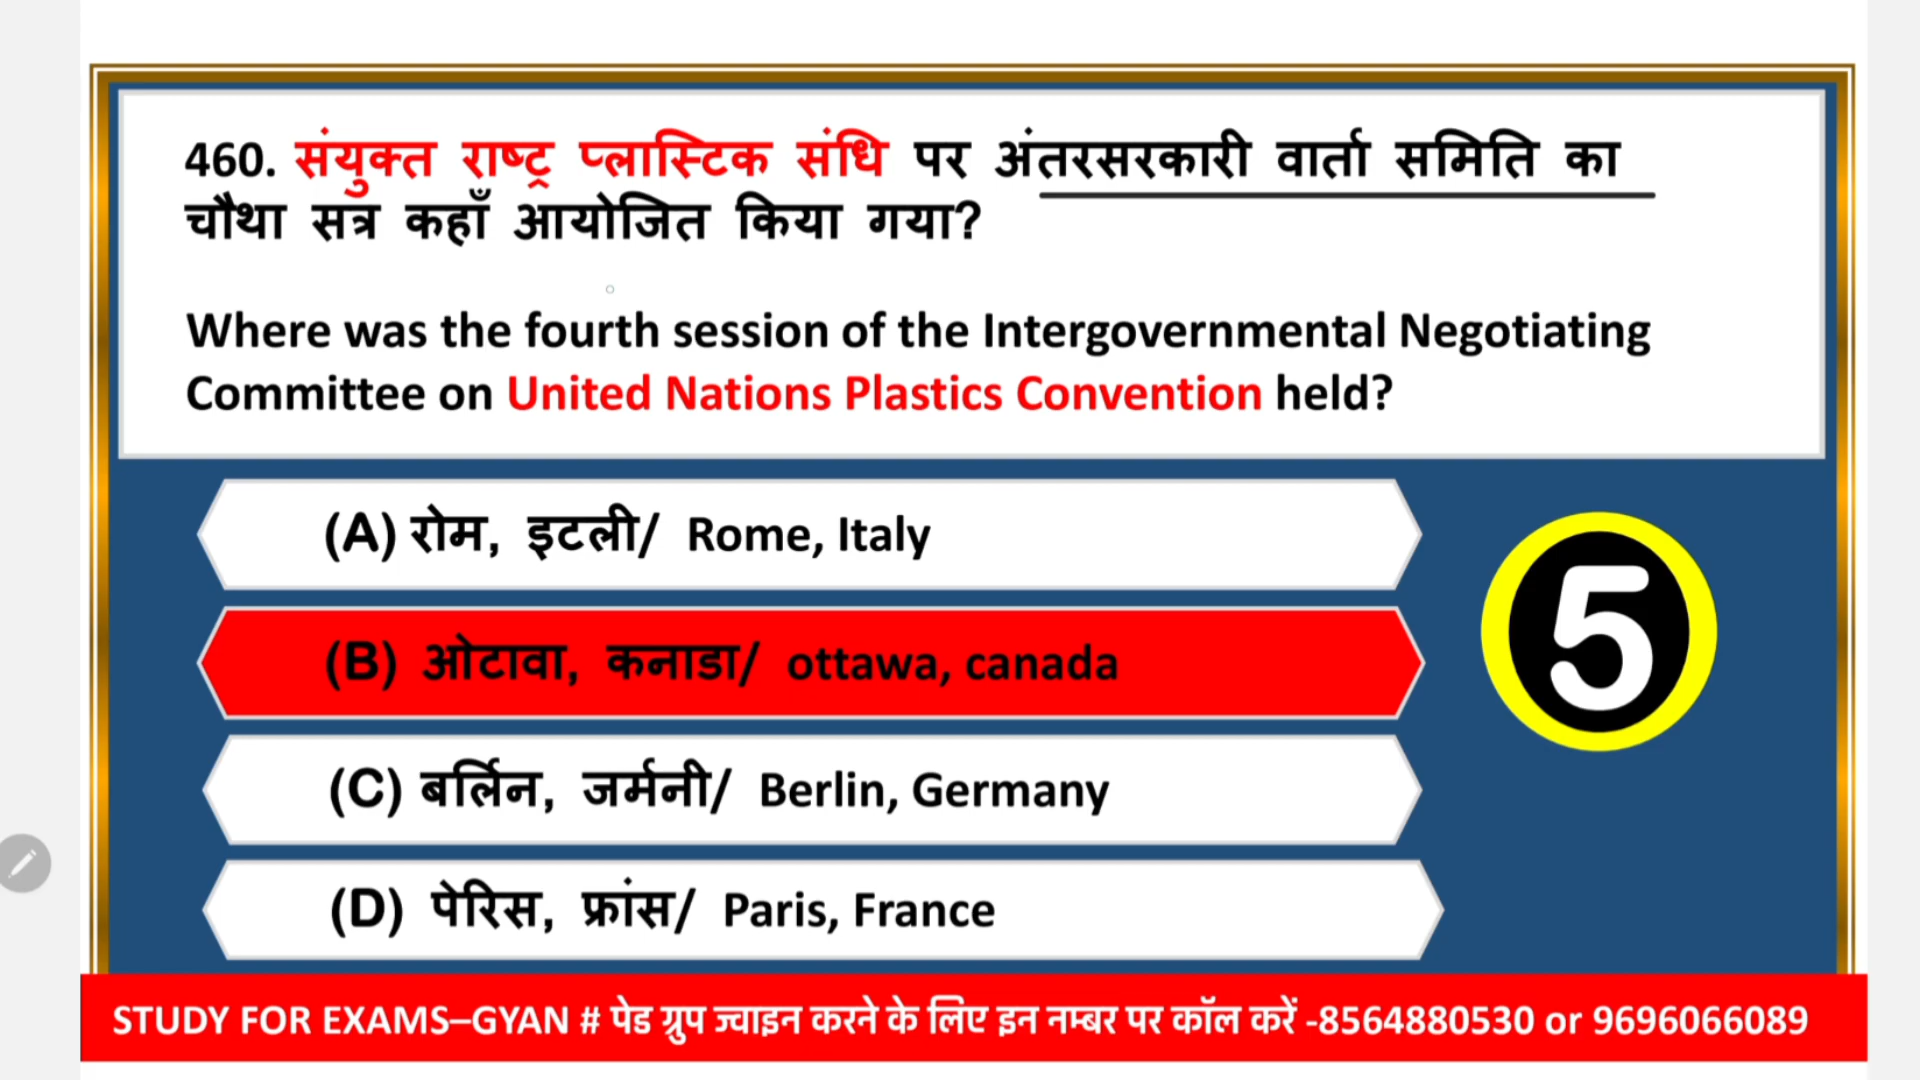 460. संयुक्त राष्ट्र प्लास्टिक संधि पर अंतरसरकारी वार्ता समिति का
चौथा सत्र कहाँ आयोजित किया गया?
Where was the fourth session of the Intergovernmental Negotiating
Committee on United Nations Plastics Convention held?
(A) रोम, इटली/ Rome, Italy
(B) ओटावा, कनाडा/ ottawa, canada
5
(C) बर्लिन, जर्मनी/ Berlin, Germany
(D) पेरिस, फ्रांस/ Paris, France
STUDY FOR EXAMS–GYAN # पेड ग्रुप ज्वाइन करने के लिए इन नम्बर पर कॉल करें -8564880530 or 9696066089